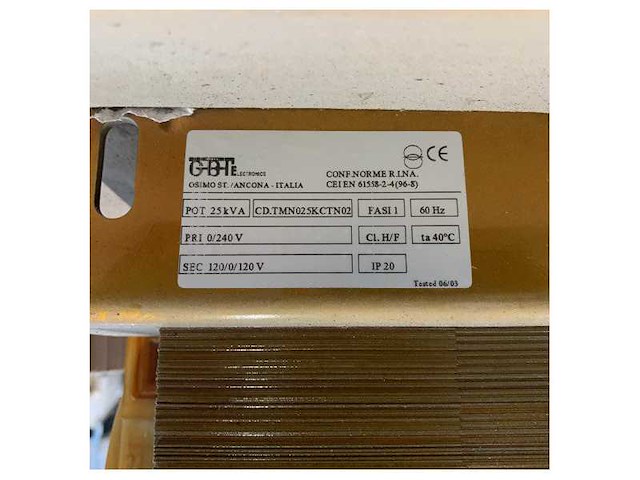 GBTE ELECTRONICS
OSIMO ST. /ANCONA - ITALIA
CONF.NORME R.I.NA.
CEI EN 61558-2-4(96-8)
CE
POT 25 kVA CD.TMN025KCTN02 FASI 1 60 Hz
PRI 0/240 V Cl. H/F ta 40°C
SEC 120/0/120 V IP 20
Tested 06/03